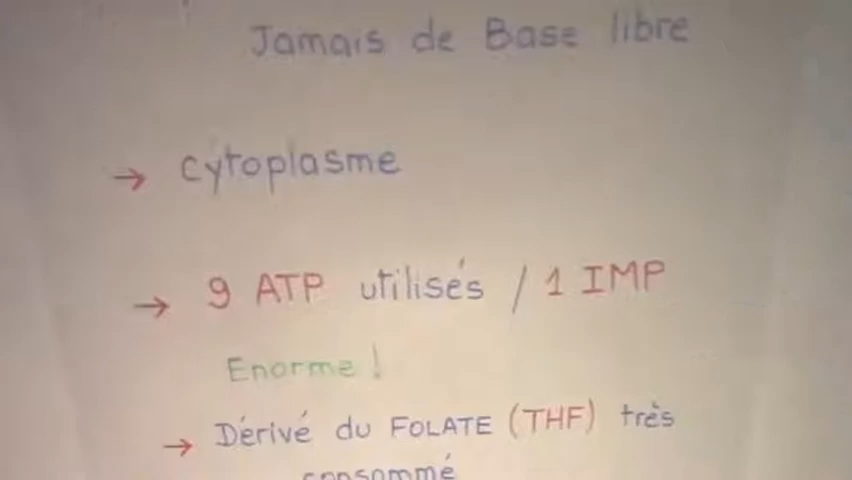 Jamais de Base libre
→ cytoplasme
→ 9 ATP utilisés / 1 IMP
Enorme !
→ Dérivé du FOLATE (THF) très
consommé